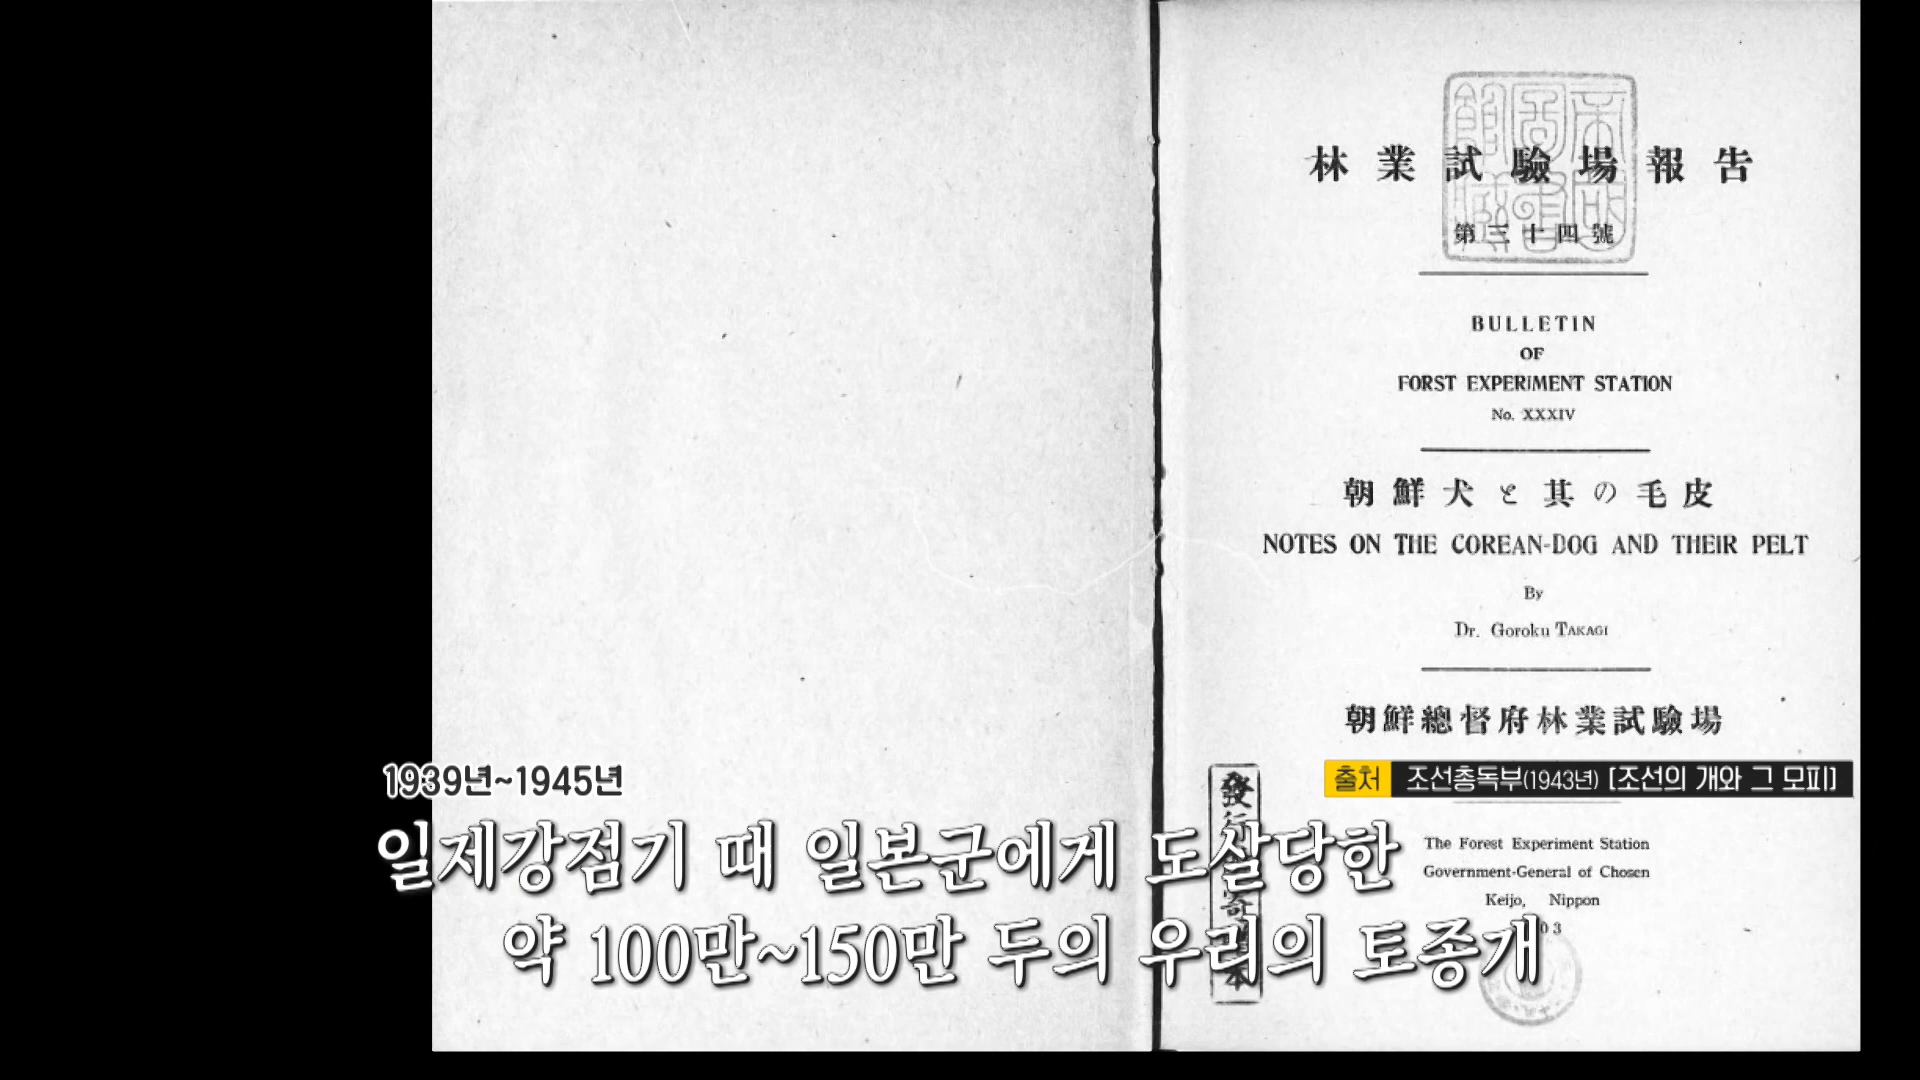 林業試驗場報告
第三十四號
BULLETIN
OF
FORST EXPERIMENT STATION
No. XXXIV
朝鮮犬と其の毛皮
NOTES ON THE COREAN-DOG AND THEIR PELT
By
Dr. Goroku TAKAGI
朝鮮總督府林業試驗場
출처 조선총독부(1943년) [조선의 개와 그 모피]
The Forest Experiment Station
Government-General of Chosen
Keijo, Nippon
1939년~1945년
일제강점기 때 일본군에게 도살당한
약 100만~150만 두의 우리의 토종개